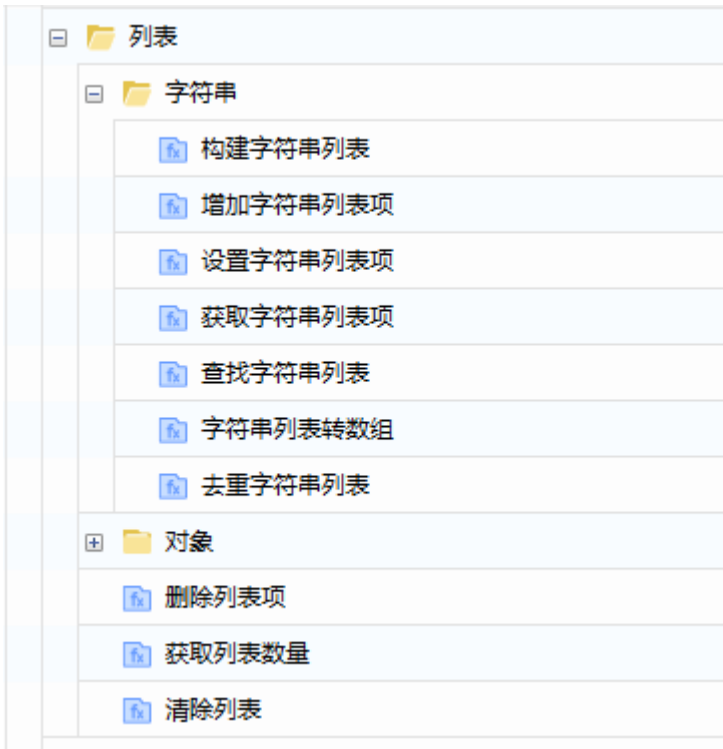 列表
字符串
构建字符串列表
增加字符串列表项
设置字符串列表项
获取字符串列表项
查找字符串列表
字符串列表转数组
去重字符串列表
对象
删除列表项
获取列表数量
清除列表